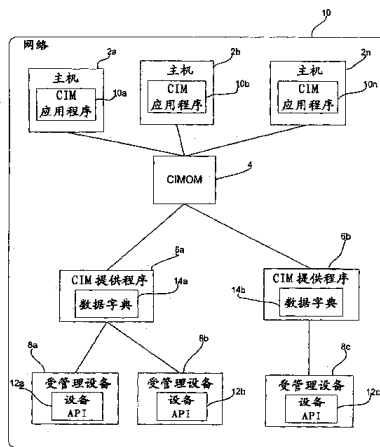 10
网络
2a
2b
2n
主机
主机
主机
CIM
应用程序
10a
CIM
应用程序
10b
CIM
应用程序
10n
CIMOM
4
6a
6b
CIM 提供程序
CIM 提供程序
数据字典
14a
14b
数据字典
8a
8b
8c
受管理设备
受管理设备
受管理设备
12a
设备
API
设备
API
12b
设备
API
12c